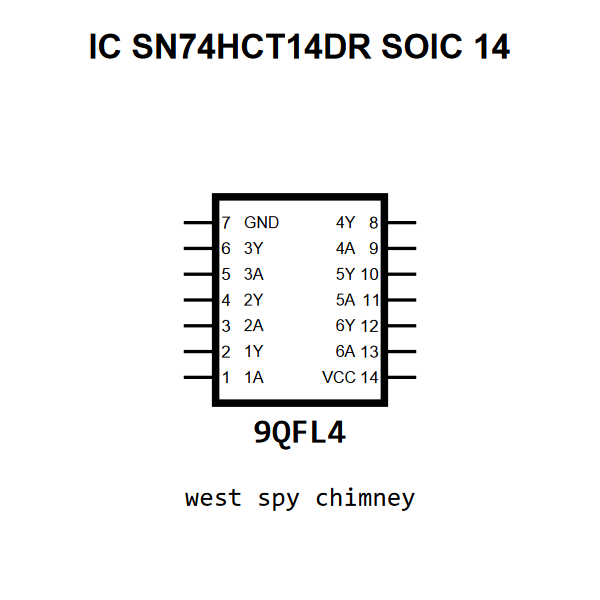 IC SN74HCT14DR SOIC 14
7 GND 4Y 8
6 3Y 4A 9
5 3A 5Y 10
4 2Y 5A 11
3 2A 6Y 12
2 1Y 6A 13
1 1A VCC 14
9QFL4
west spy chimney